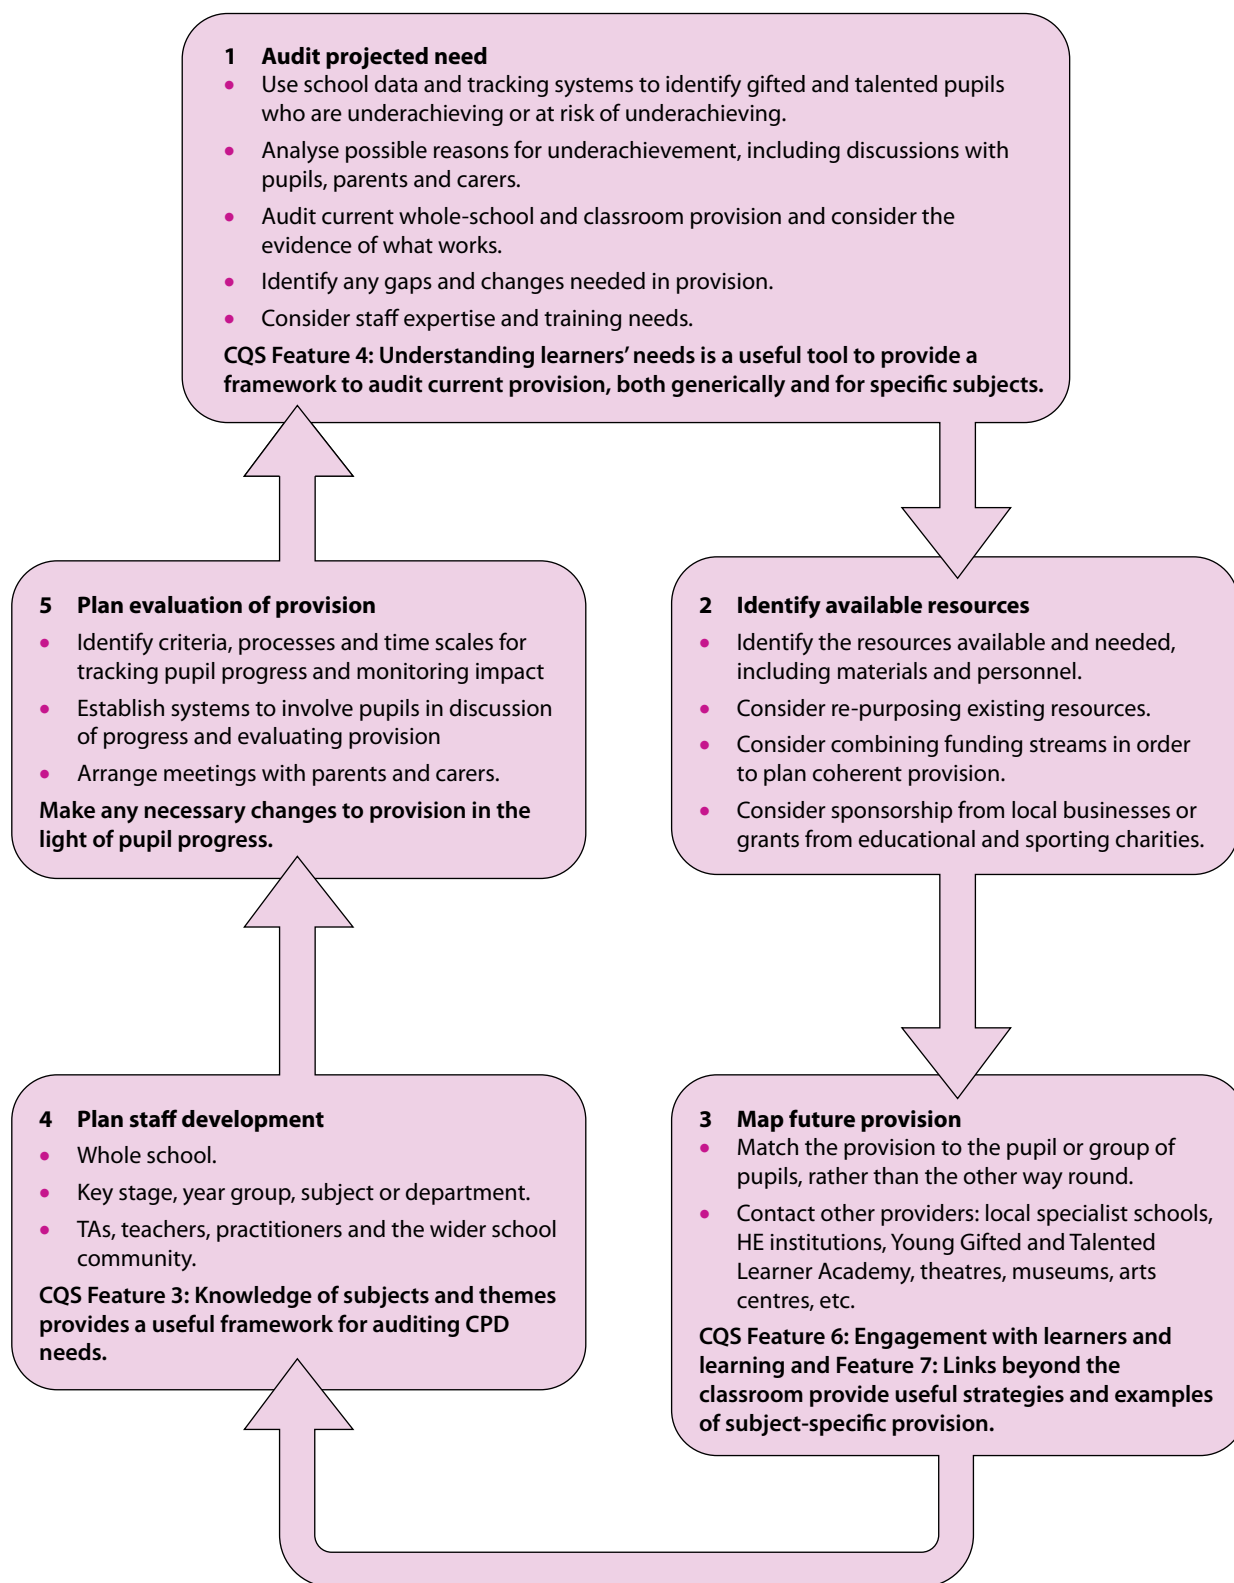 1 Audit projected need
• Use school data and tracking systems to identify gifted and talented pupils
who are underachieving or at risk of underachieving.
• Analyse possible reasons for underachievement, including discussions with
pupils, parents and carers.
• Audit current whole-school and classroom provision and consider the
evidence of what works.
• Identify any gaps and changes needed in provision.
• Consider staff expertise and training needs.
CQS Feature 4: Understanding learners’ needs is a useful tool to provide a
framework to audit current provision, both generically and for specific subjects.
2 Identify available resources
• Identify the resources available and needed,
including materials and personnel.
• Consider re-purposing existing resources.
• Consider combining funding streams in order
to plan coherent provision.
• Consider sponsorship from local businesses or
grants from educational and sporting charities.
3 Map future provision
• Match the provision to the pupil or group of
pupils, rather than the other way round.
• Contact other providers: local specialist schools,
HE institutions, Young Gifted and Talented
Learner Academy, theatres, museums, arts
centres, etc.
CQS Feature 6: Engagement with learners and
learning and Feature 7: Links beyond the
classroom provide useful strategies and examples
of subject-specific provision.
4 Plan staff development
• Whole school.
• Key stage, year group, subject or department.
• TAs, teachers, practitioners and the wider school
community.
CQS Feature 3: Knowledge of subjects and themes
provides a useful framework for auditing CPD
needs.
5 Plan evaluation of provision
• Identify criteria, processes and time scales for
tracking pupil progress and monitoring impact
• Establish systems to involve pupils in discussion
of progress and evaluating provision
• Arrange meetings with parents and carers.
Make any necessary changes to provision in the
light of pupil progress.